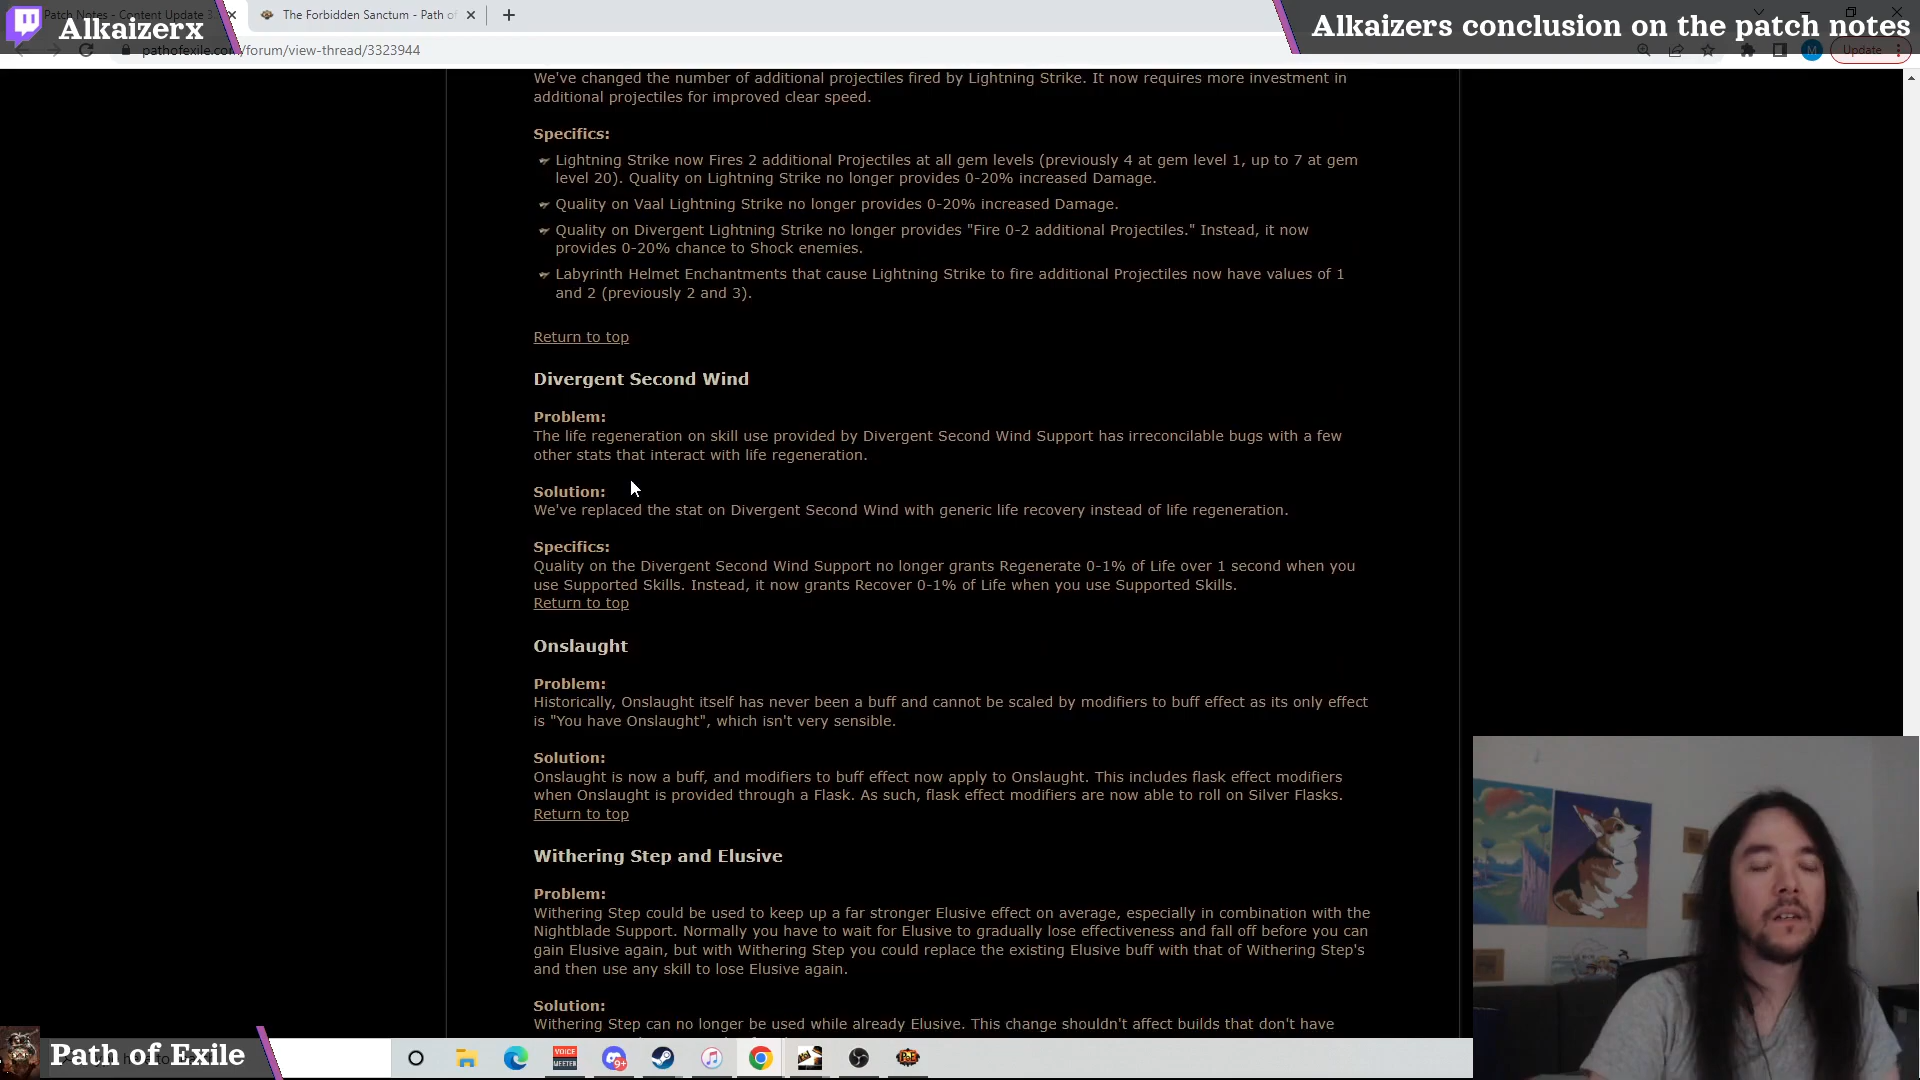 Patch Notes - Content Update 3
The Forbidden Sanctum - Path of
Alkaizerx
Alkaizers conclusion on the patch notes
pathofexile.com/forum/view-thread/3323944
M
Update
We've changed the number of additional projectiles fired by Lightning Strike. It now requires more investment in
additional projectiles for improved clear speed.
Specifics:
Lightning Strike now Fires 2 additional Projectiles at all gem levels (previously 4 at gem level 1, up to 7 at gem
level 20). Quality on Lightning Strike no longer provides 0-20% increased Damage.
Quality on Vaal Lightning Strike no longer provides 0-20% increased Damage.
Quality on Divergent Lightning Strike no longer provides "Fire 0-2 additional Projectiles." Instead, it now
provides 0-20% chance to Shock enemies.
Labyrinth Helmet Enchantments that cause Lightning Strike to fire additional Projectiles now have values of 1
and 2 (previously 2 and 3).
Return to top
Divergent Second Wind
Problem:
The life regeneration on skill use provided by Divergent Second Wind Support has irreconcilable bugs with a few
other stats that interact with life regeneration.
Solution:
We've replaced the stat on Divergent Second Wind with generic life recovery instead of life regeneration.
Specifics:
Quality on the Divergent Second Wind Support no longer grants Regenerate 0-1% of Life over 1 second when you
use Supported Skills. Instead, it now grants Recover 0-1% of Life when you use Supported Skills.
Return to top
Onslaught
Problem:
Historically, Onslaught itself has never been a buff and cannot be scaled by modifiers to buff effect as its only effect
is "You have Onslaught", which isn't very sensible.
Solution:
Onslaught is now a buff, and modifiers to buff effect now apply to Onslaught. This includes flask effect modifiers
when Onslaught is provided through a Flask. As such, flask effect modifiers are now able to roll on Silver Flasks.
Return to top
Withering Step and Elusive
Problem:
Withering Step could be used to keep up a far stronger Elusive effect on average, especially in combination with the
Nightblade Support. Normally you have to wait for Elusive to gradually lose effectiveness and fall off before you can
gain Elusive again, but with Withering Step you could replace the existing Elusive buff with that of Withering Step's
and then use any skill to lose Elusive again.
Solution:
Withering Step can no longer be used while already Elusive. This change shouldn't affect builds that don't have
Path of Exile
VOICE
MEETER
9+